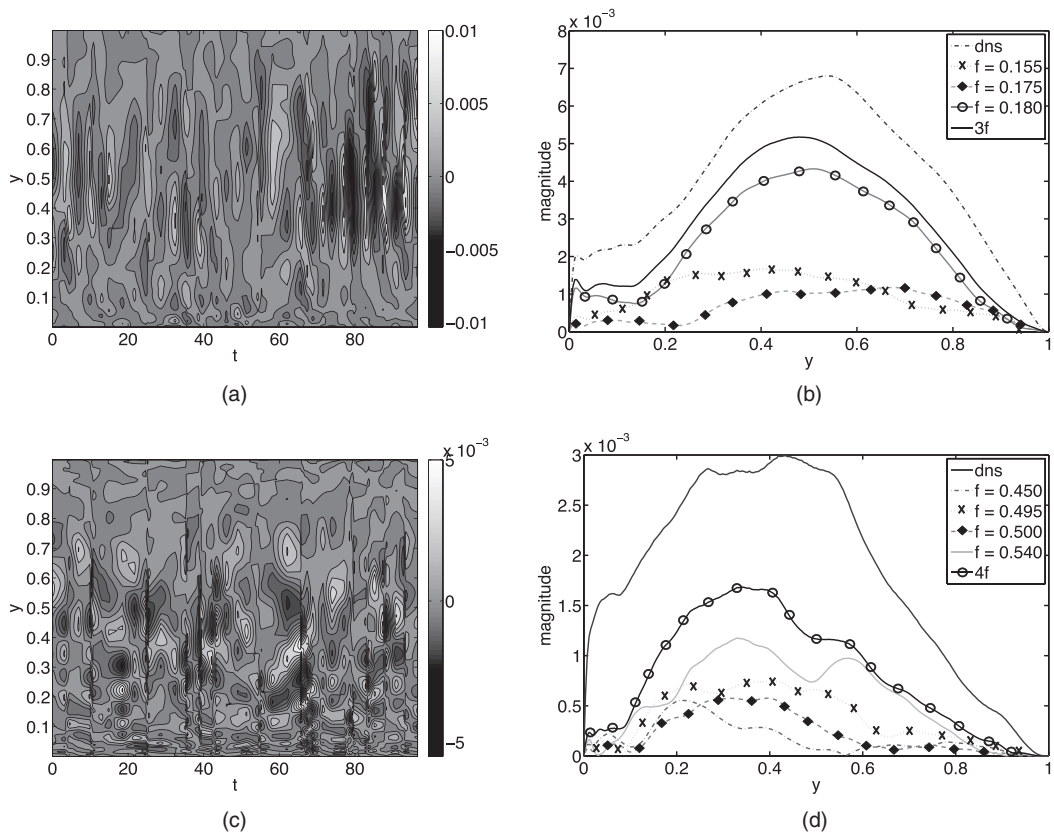 0.9
0.8
0.7
0.6
0.5
0.4
0.3
0.2
0.1
y
0 20 40 60 80
t
0.01
0.005
0
−0.005
−0.01
(a)
8 x 10⁻³
7
6
5
4
3
2
1
0
magnitude
0 0.2 0.4 0.6 0.8 1
y
dns
f = 0.155
f = 0.175
f = 0.180
3f
(b)
0.9
0.8
0.7
0.6
0.5
0.4
0.3
0.2
0.1
y
0 20 40 60 80
t
x 10⁻³
5
0
−5
(c)
3 x 10⁻³
2.5
2
1.5
1
0.5
0
magnitude
0 0.2 0.4 0.6 0.8 1
y
dns
f = 0.450
f = 0.495
f = 0.500
f = 0.540
4f
(d)